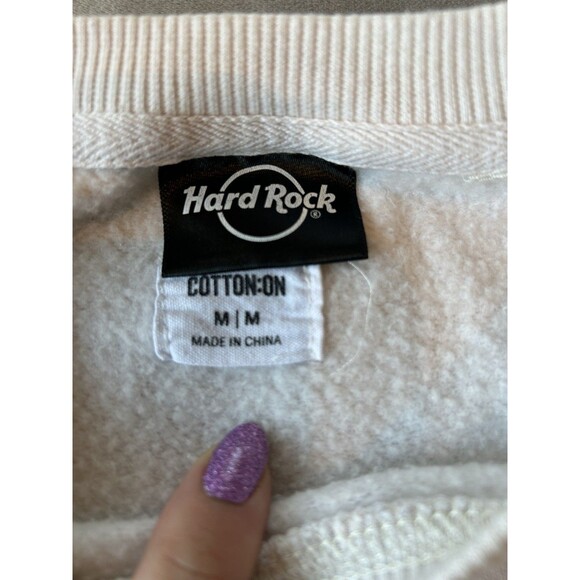 Hard Rock®
COTTON:ON
M | M
MADE IN CHINA